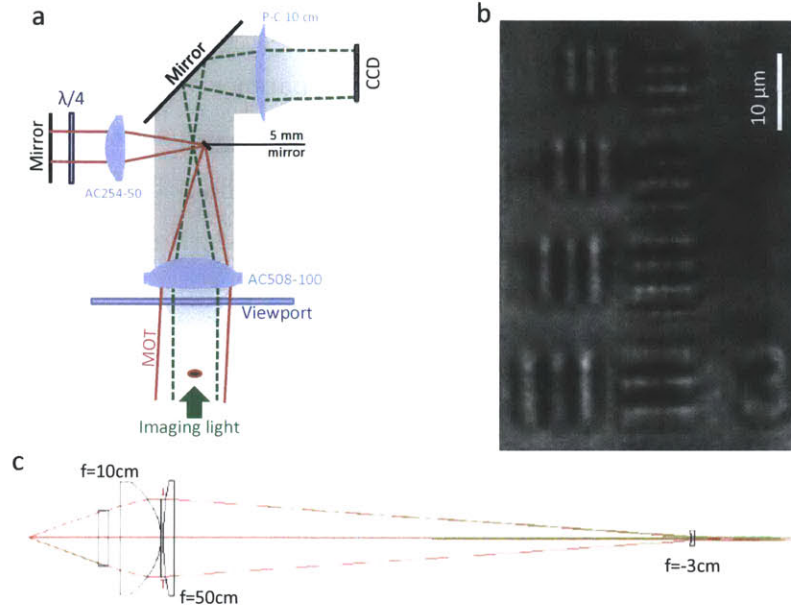 a
P-C 10 cm
Mirror
CCD
λ/4
Mirror
5 mm
mirror
AC254-50
AC508-100
Viewport
MOT
Imaging light
b
10 µm
3
c
f=10cm
f=50cm
f=-3cm